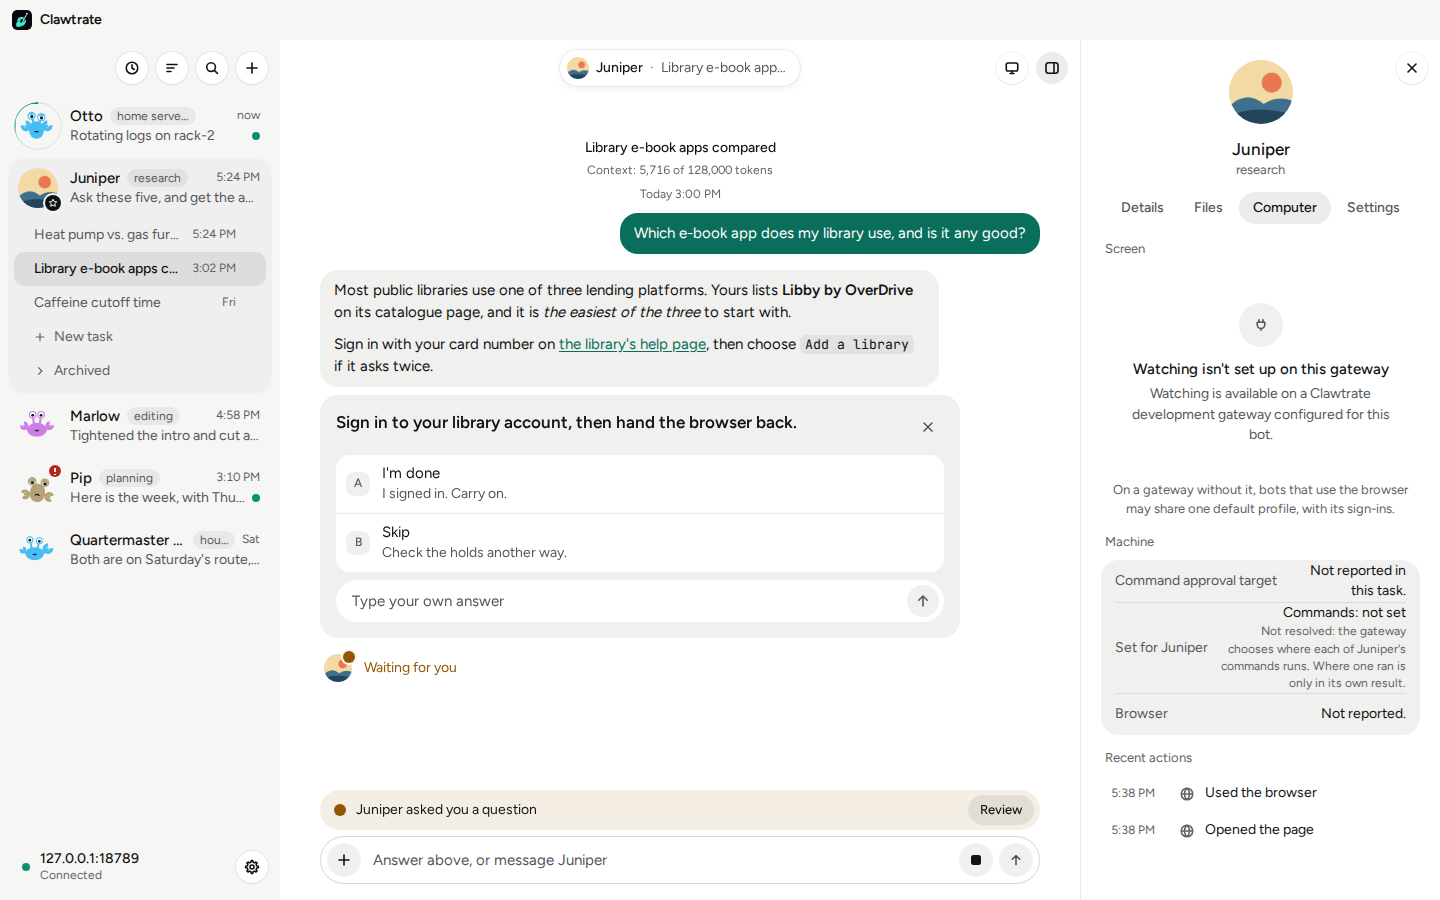 Clawtrate
Otto home serve... now
Rotating logs on rack-2
Juniper research 5:24 PM
Ask these five, and get the a...
Heat pump vs. gas fur... 5:24 PM
Library e-book apps c... 3:02 PM
Caffeine cutoff time Fri
New task
Archived
Marlow editing 4:58 PM
Tightened the intro and cut a...
Pip planning 3:10 PM
Here is the week, with Thu...
Quartermaster ... hou... Sat
Both are on Saturday's route,...
127.0.0.1:18789
Connected
Juniper · Library e-book app...
Library e-book apps compared
Context: 5,716 of 128,000 tokens
Today 3:00 PM
Which e-book app does my library use, and is it any good?
Most public libraries use one of three lending platforms. Yours lists Libby by OverDrive
on its catalogue page, and it is the easiest of the three to start with.
Sign in with your card number on the library's help page, then choose Add a library
if it asks twice.
Sign in to your library account, then hand the browser back.
A I'm done
I signed in. Carry on.
B Skip
Check the holds another way.
Type your own answer
Waiting for you
Juniper asked you a question Review
Answer above, or message Juniper
Juniper
research
Details Files Computer Settings
Screen
Watching isn't set up on this gateway
Watching is available on a Clawtrate
development gateway configured for this
bot.
On a gateway without it, bots that use the browser
may share one default profile, with its sign-ins.
Machine
Command approval target Not reported in
this task.
Set for Juniper Commands: not set
Not resolved: the gateway
chooses where each of Juniper's
commands runs. Where one ran is
only in its own result.
Browser Not reported.
Recent actions
5:38 PM Used the browser
5:38 PM Opened the page